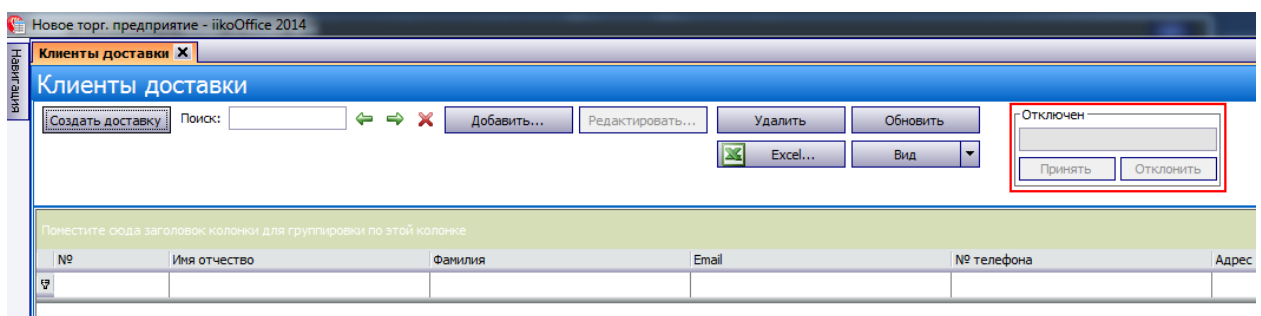 Новое торг. предприятие - iikoOffice 2014
Навигация
Клиенты доставки
Клиенты доставки
Создать доставку Поиск: Добавить... Редактировать... Удалить Обновить
Отключен
Excel... Вид
Принять Отклонить
Поместите сюда заголовок колонки для группировки по этой колонке
№ Имя отчество Фамилия Email № телефона Адрес